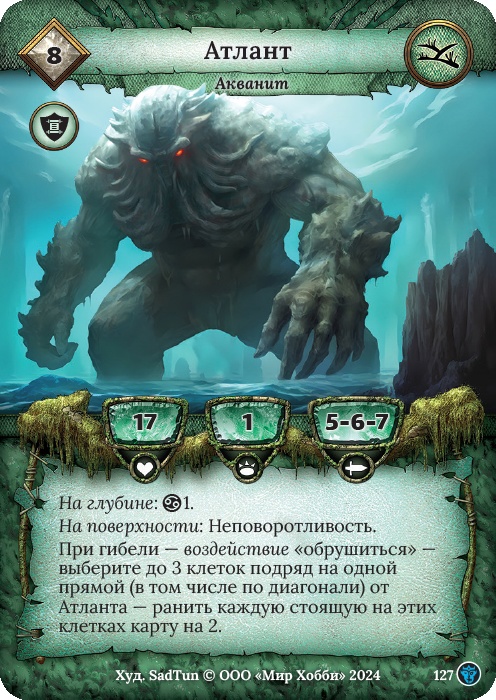 8
Атлант
Акванит
17
1
5-6-7
На глубине: 1.
На поверхности: Неповоротливость.
При гибели — воздействие «обрушиться» —
выберите до 3 клеток подряд на одной
прямой (в том числе по диагонали) от
Атланта — ранить каждую стоящую на этих
клетках карту на 2.
Худ. SadTun © ООО «Мир Хобби» 2024
127